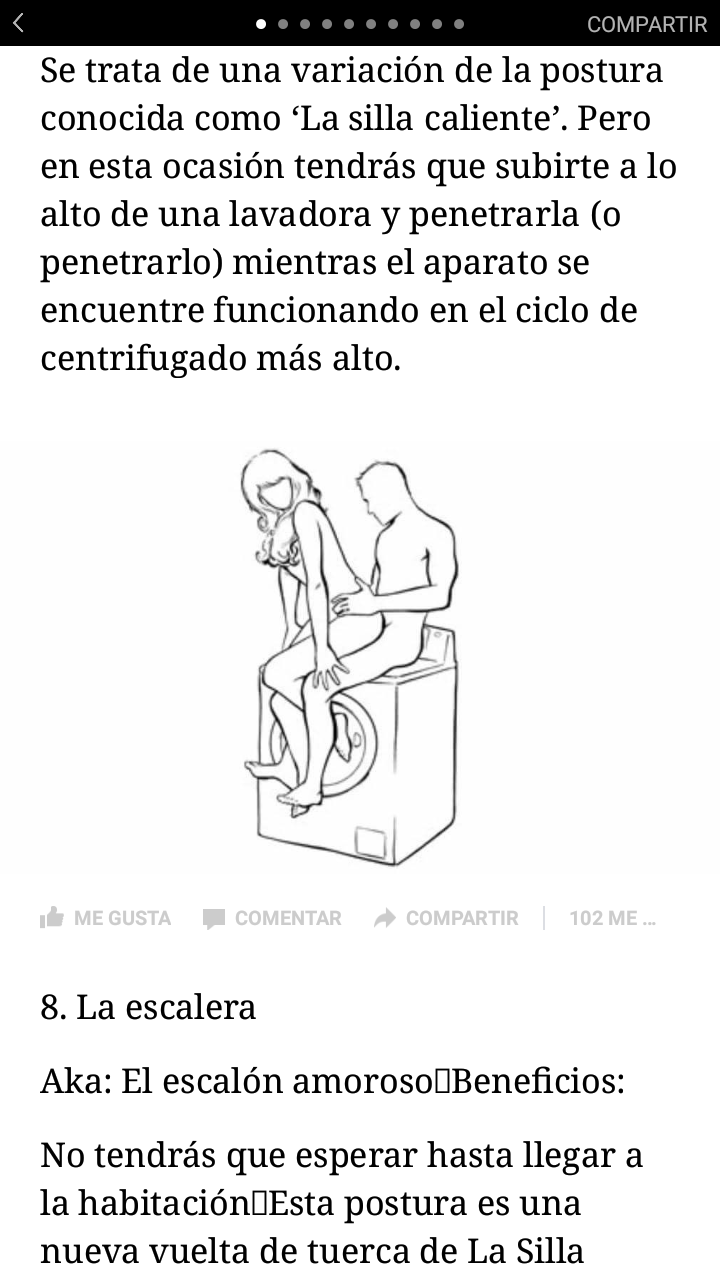 COMPARTIR
Se trata de una variación de la postura
conocida como ‘La silla caliente’. Pero
en esta ocasión tendrás que subirte a lo
alto de una lavadora y penetrarla (o
penetrarlo) mientras el aparato se
encuentre funcionando en el ciclo de
centrifugado más alto.
ME GUSTA COMENTAR COMPARTIR 102 ME ...
8. La escalera
Aka: El escalón amoroso▯Beneficios:
No tendrás que esperar hasta llegar a
la habitación▯Esta postura es una
nueva vuelta de tuerca de La Silla